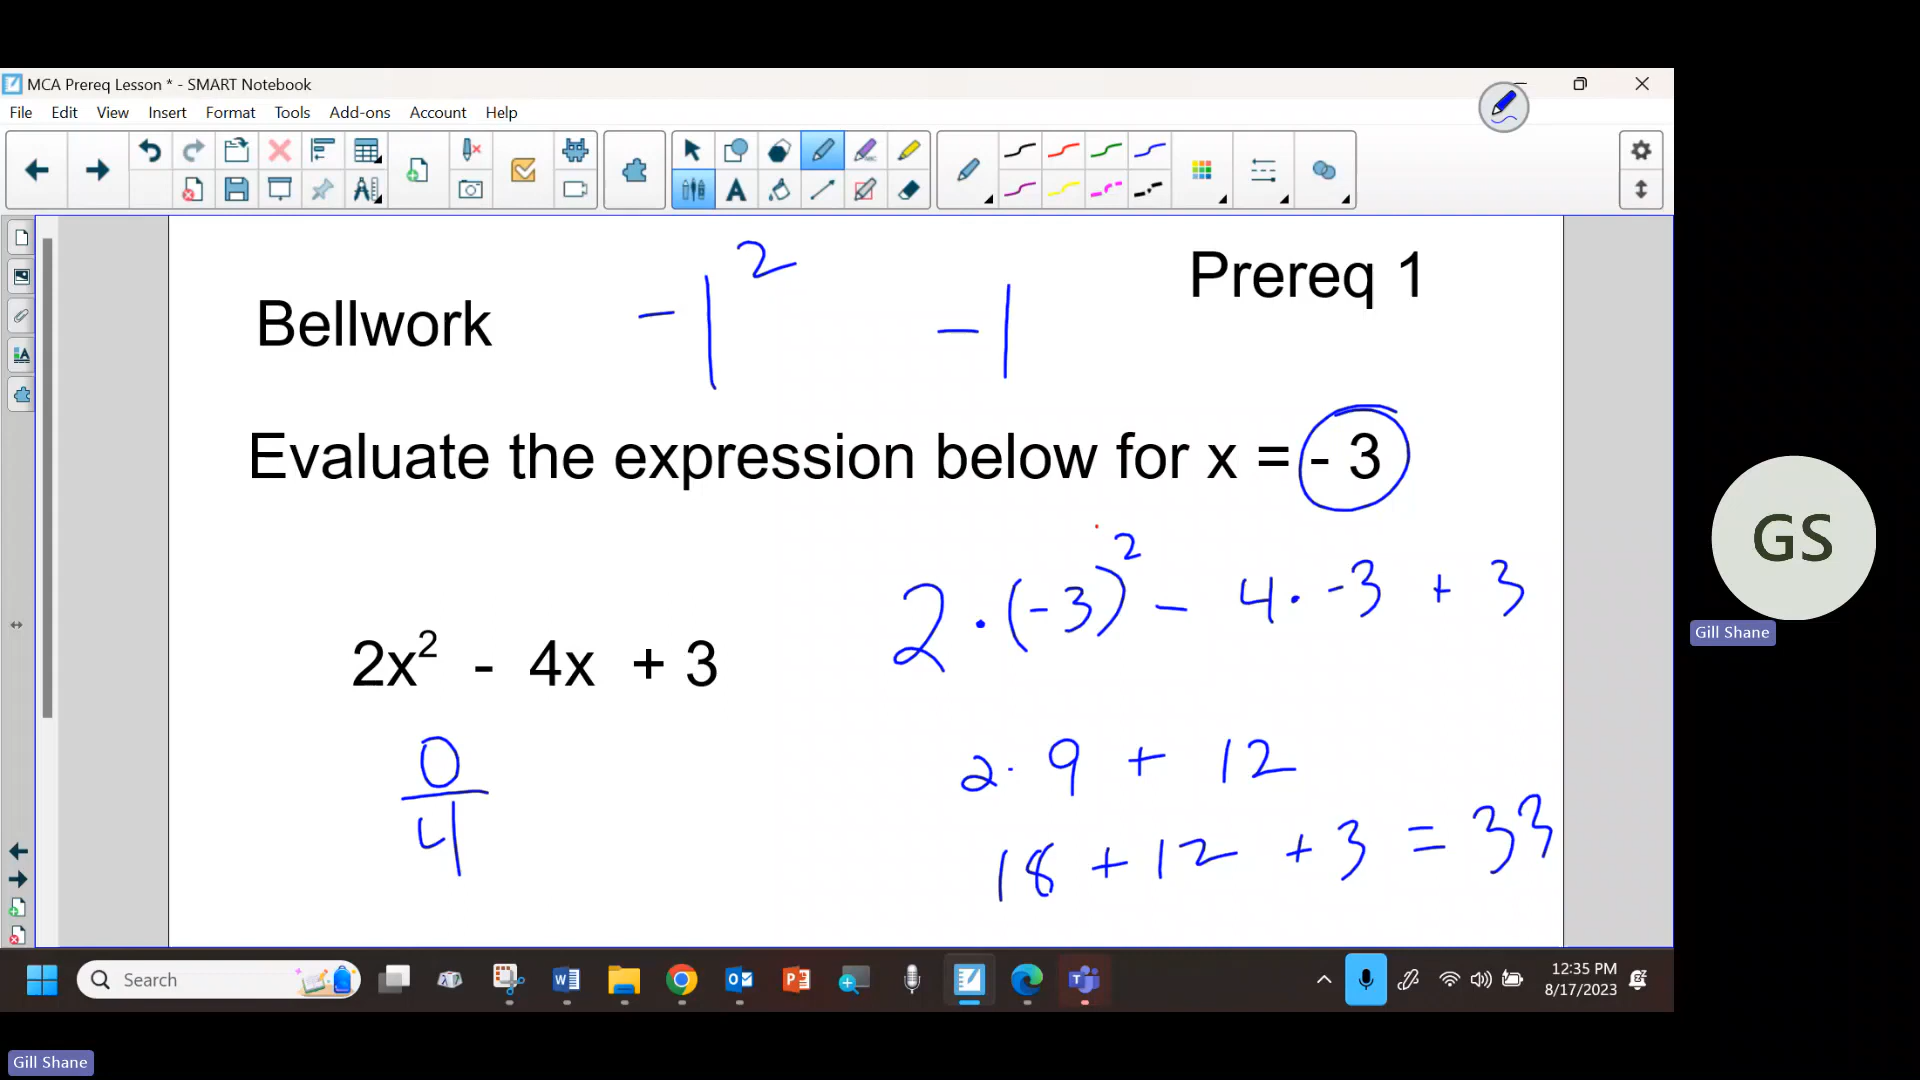 MCA Prereq Lesson * - SMART Notebook
File Edit View Insert Format Tools Add-ons Account Help
Prereq 1
Bellwork
-1² -1
Evaluate the expression below for x = - 3
2 · (-3)² - 4 · -3 + 3
2x² - 4x + 3
0
4
2 · 9 + 12
18 + 12 + 3 = 33
GS
Gill Shane
Search
12:35 PM
8/17/2023
Gill Shane